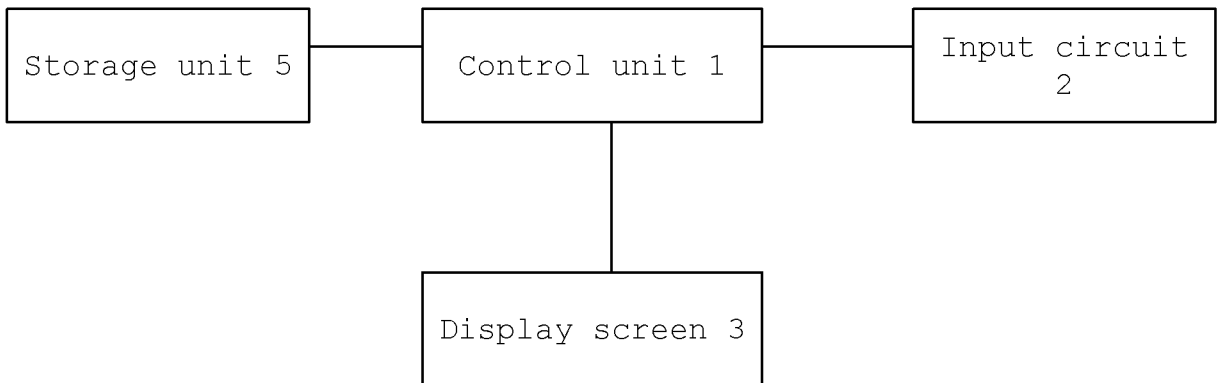 Storage unit 5
Control unit 1
Input circuit
2
Display screen 3